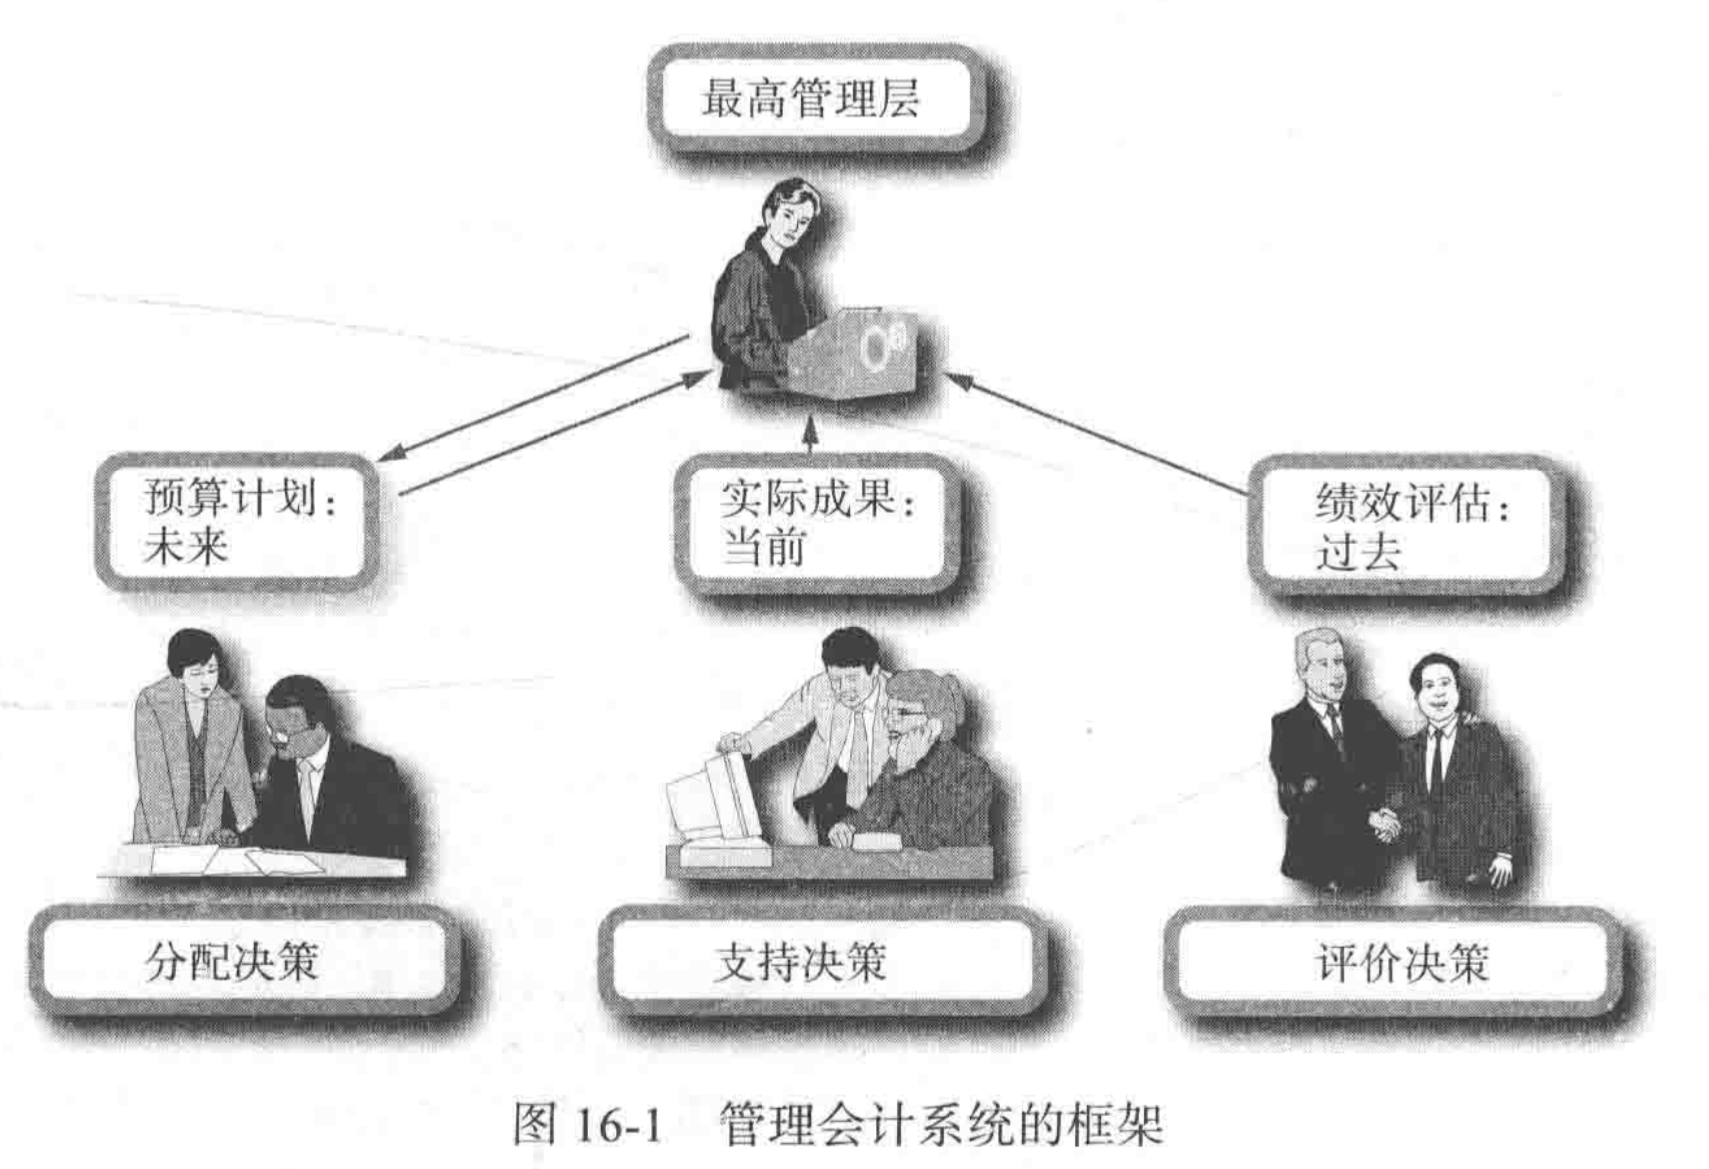 最高管理层
预算计划：
未来
实际成果：
当前
绩效评估：
过去
分配决策
支持决策
评价决策
图 16-1 管理会计系统的框架